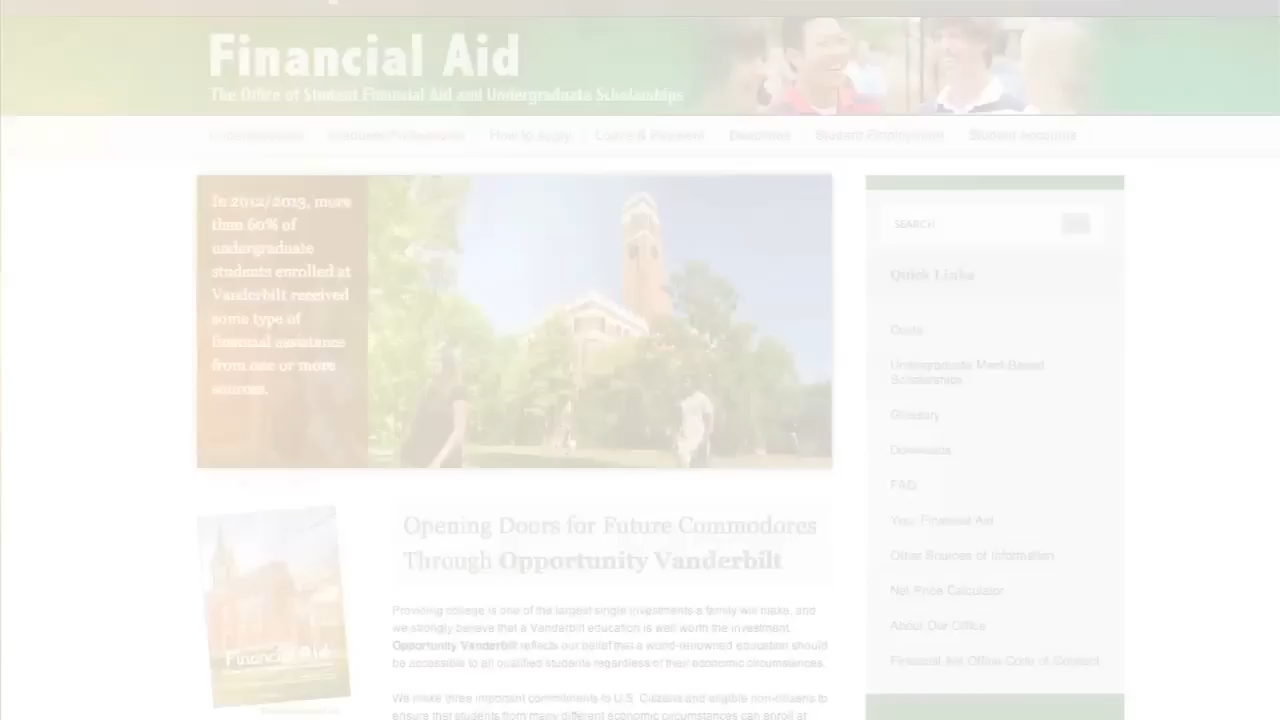 Financial Aid
The Office of Student Financial Aid and Undergraduate Scholarships
How to Apply Loans & Payment Deadlines Student Employment Student Accounts
In 2012/2013, more
than 60% of
undergraduate
students enrolled at
Vanderbilt received
some type of
financial assistance
from one or more
sources.
SEARCH
Quick Links
Undergraduate Merit-Based
Scholarships
Glossary
Downloads
FAQ
Your Financial Aid
Other Sources of Information
Net Price Calculator
About Our Office
Financial Aid Office Code of Conduct
Financial Aid
Opening Doors for Future Commodores
Through Opportunity Vanderbilt
Providing college is one of the largest single investments a family will make, and
we strongly believe that a Vanderbilt education is well worth the investment.
Opportunity Vanderbilt reflects our belief that a world-renowned education should
be accessible to all qualified students regardless of their economic circumstances.
We make three important commitments to U.S. Citizens and eligible non-citizens to
ensure that students from many different economic circumstances can enroll at